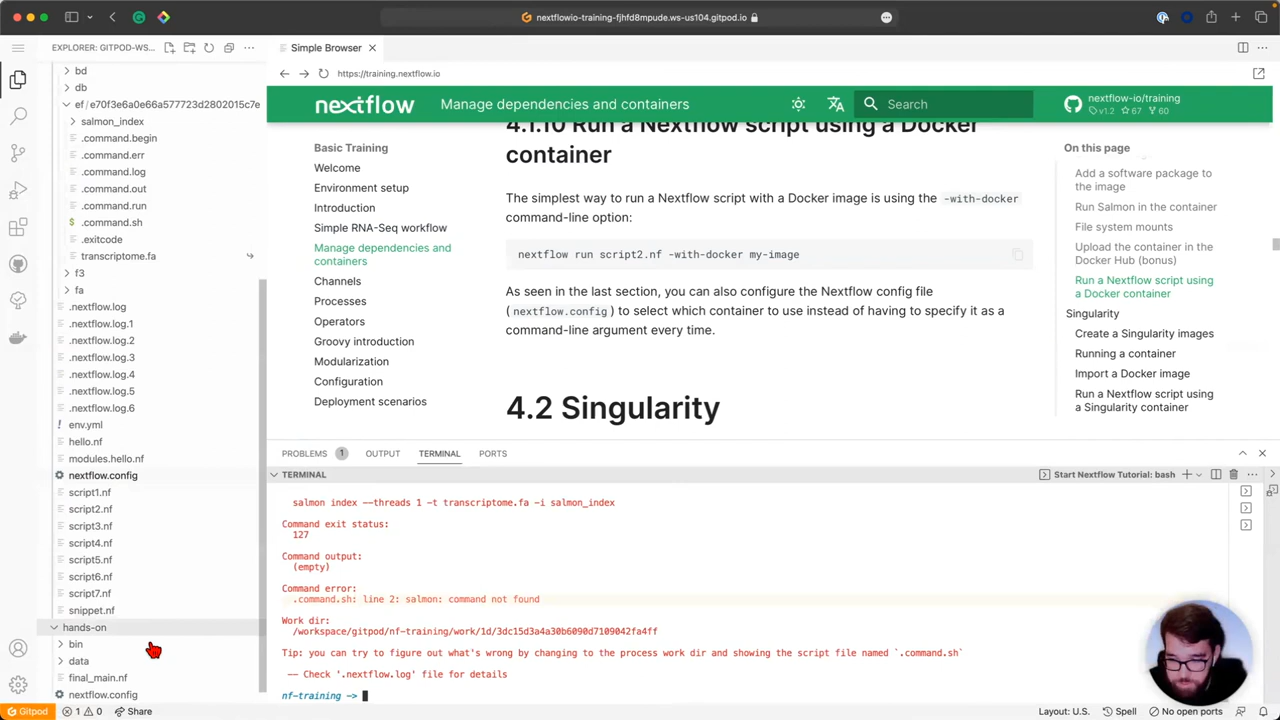 nextflowio-training-fjhfd8mpude.ws-us104.gitpod.io
EXPLORER: GITPOD-WS...
bd
db
ef/e70f3e6a0e66a577723d2802015c7e
salmon_index
.command.begin
.command.err
.command.log
.command.out
.command.run
$ .command.sh
.exitcode
transcriptome.fa
f3
fa
.nextflow.log
.nextflow.log.1
.nextflow.log.2
.nextflow.log.3
.nextflow.log.4
.nextflow.log.5
.nextflow.log.6
! env.yml
hello.nf
modules.hello.nf
nextflow.config
script1.nf
script2.nf
script3.nf
script4.nf
script5.nf
script6.nf
script7.nf
snippet.nf
hands-on
bin
data
final_main.nf
nextflow.config
Simple Browser
https://training.nextflow.io
nextflow
Manage dependencies and containers
Search
nextflow-io/training
v1.2 67 60
Basic Training
Welcome
Environment setup
Introduction
Simple RNA-Seq workflow
Manage dependencies and
containers
Channels
Processes
Operators
Groovy introduction
Modularization
Configuration
Deployment scenarios
4.1.10 Run a Nextflow script using a Docker
container
The simplest way to run a Nextflow script with a Docker image is using the -with-docker
command-line option:
nextflow run script2.nf -with-docker my-image
As seen in the last section, you can also configure the Nextflow config file
( nextflow.config ) to select which container to use instead of having to specify it as a
command-line argument every time.
4.2 Singularity
On this page
Add a software package to
the image
Run Salmon in the container
File system mounts
Upload the container in the
Docker Hub (bonus)
Run a Nextflow script using
a Docker container
Singularity
Create a Singularity images
Running a container
Import a Docker image
Run a Nextflow script using
a Singularity container
PROBLEMS 1 OUTPUT TERMINAL PORTS
TERMINAL
Start Nextflow Tutorial: bash
salmon index --threads 1 -t transcriptome.fa -i salmon_index
Command exit status:
127
Command output:
(empty)
Command error:
.command.sh: line 2: salmon: command not found
Work dir:
/workspace/gitpod/nf-training/work/1d/3dc15d3a4a30b6090d7109042fa4ff
Tip: you can try to figure out what's wrong by changing to the process work dir and showing the script file named `.command.sh`
-- Check '.nextflow.log' file for details
nf-training ->
Gitpod
1 0
Share
Layout: U.S.
Spell
No open ports